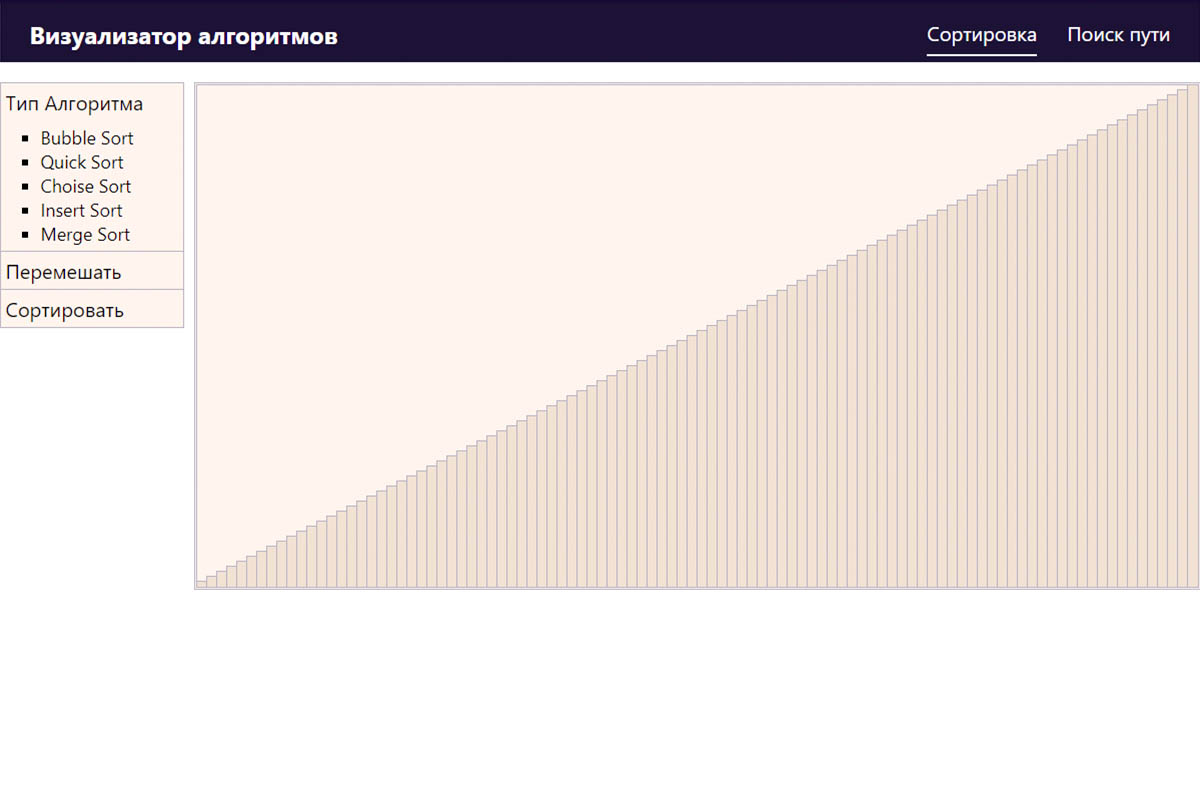 Визуализатор алгоритмов
Сортировка
Поиск пути
Тип Алгоритма
Bubble Sort
Quick Sort
Choise Sort
Insert Sort
Merge Sort
Перемешать
Сортировать